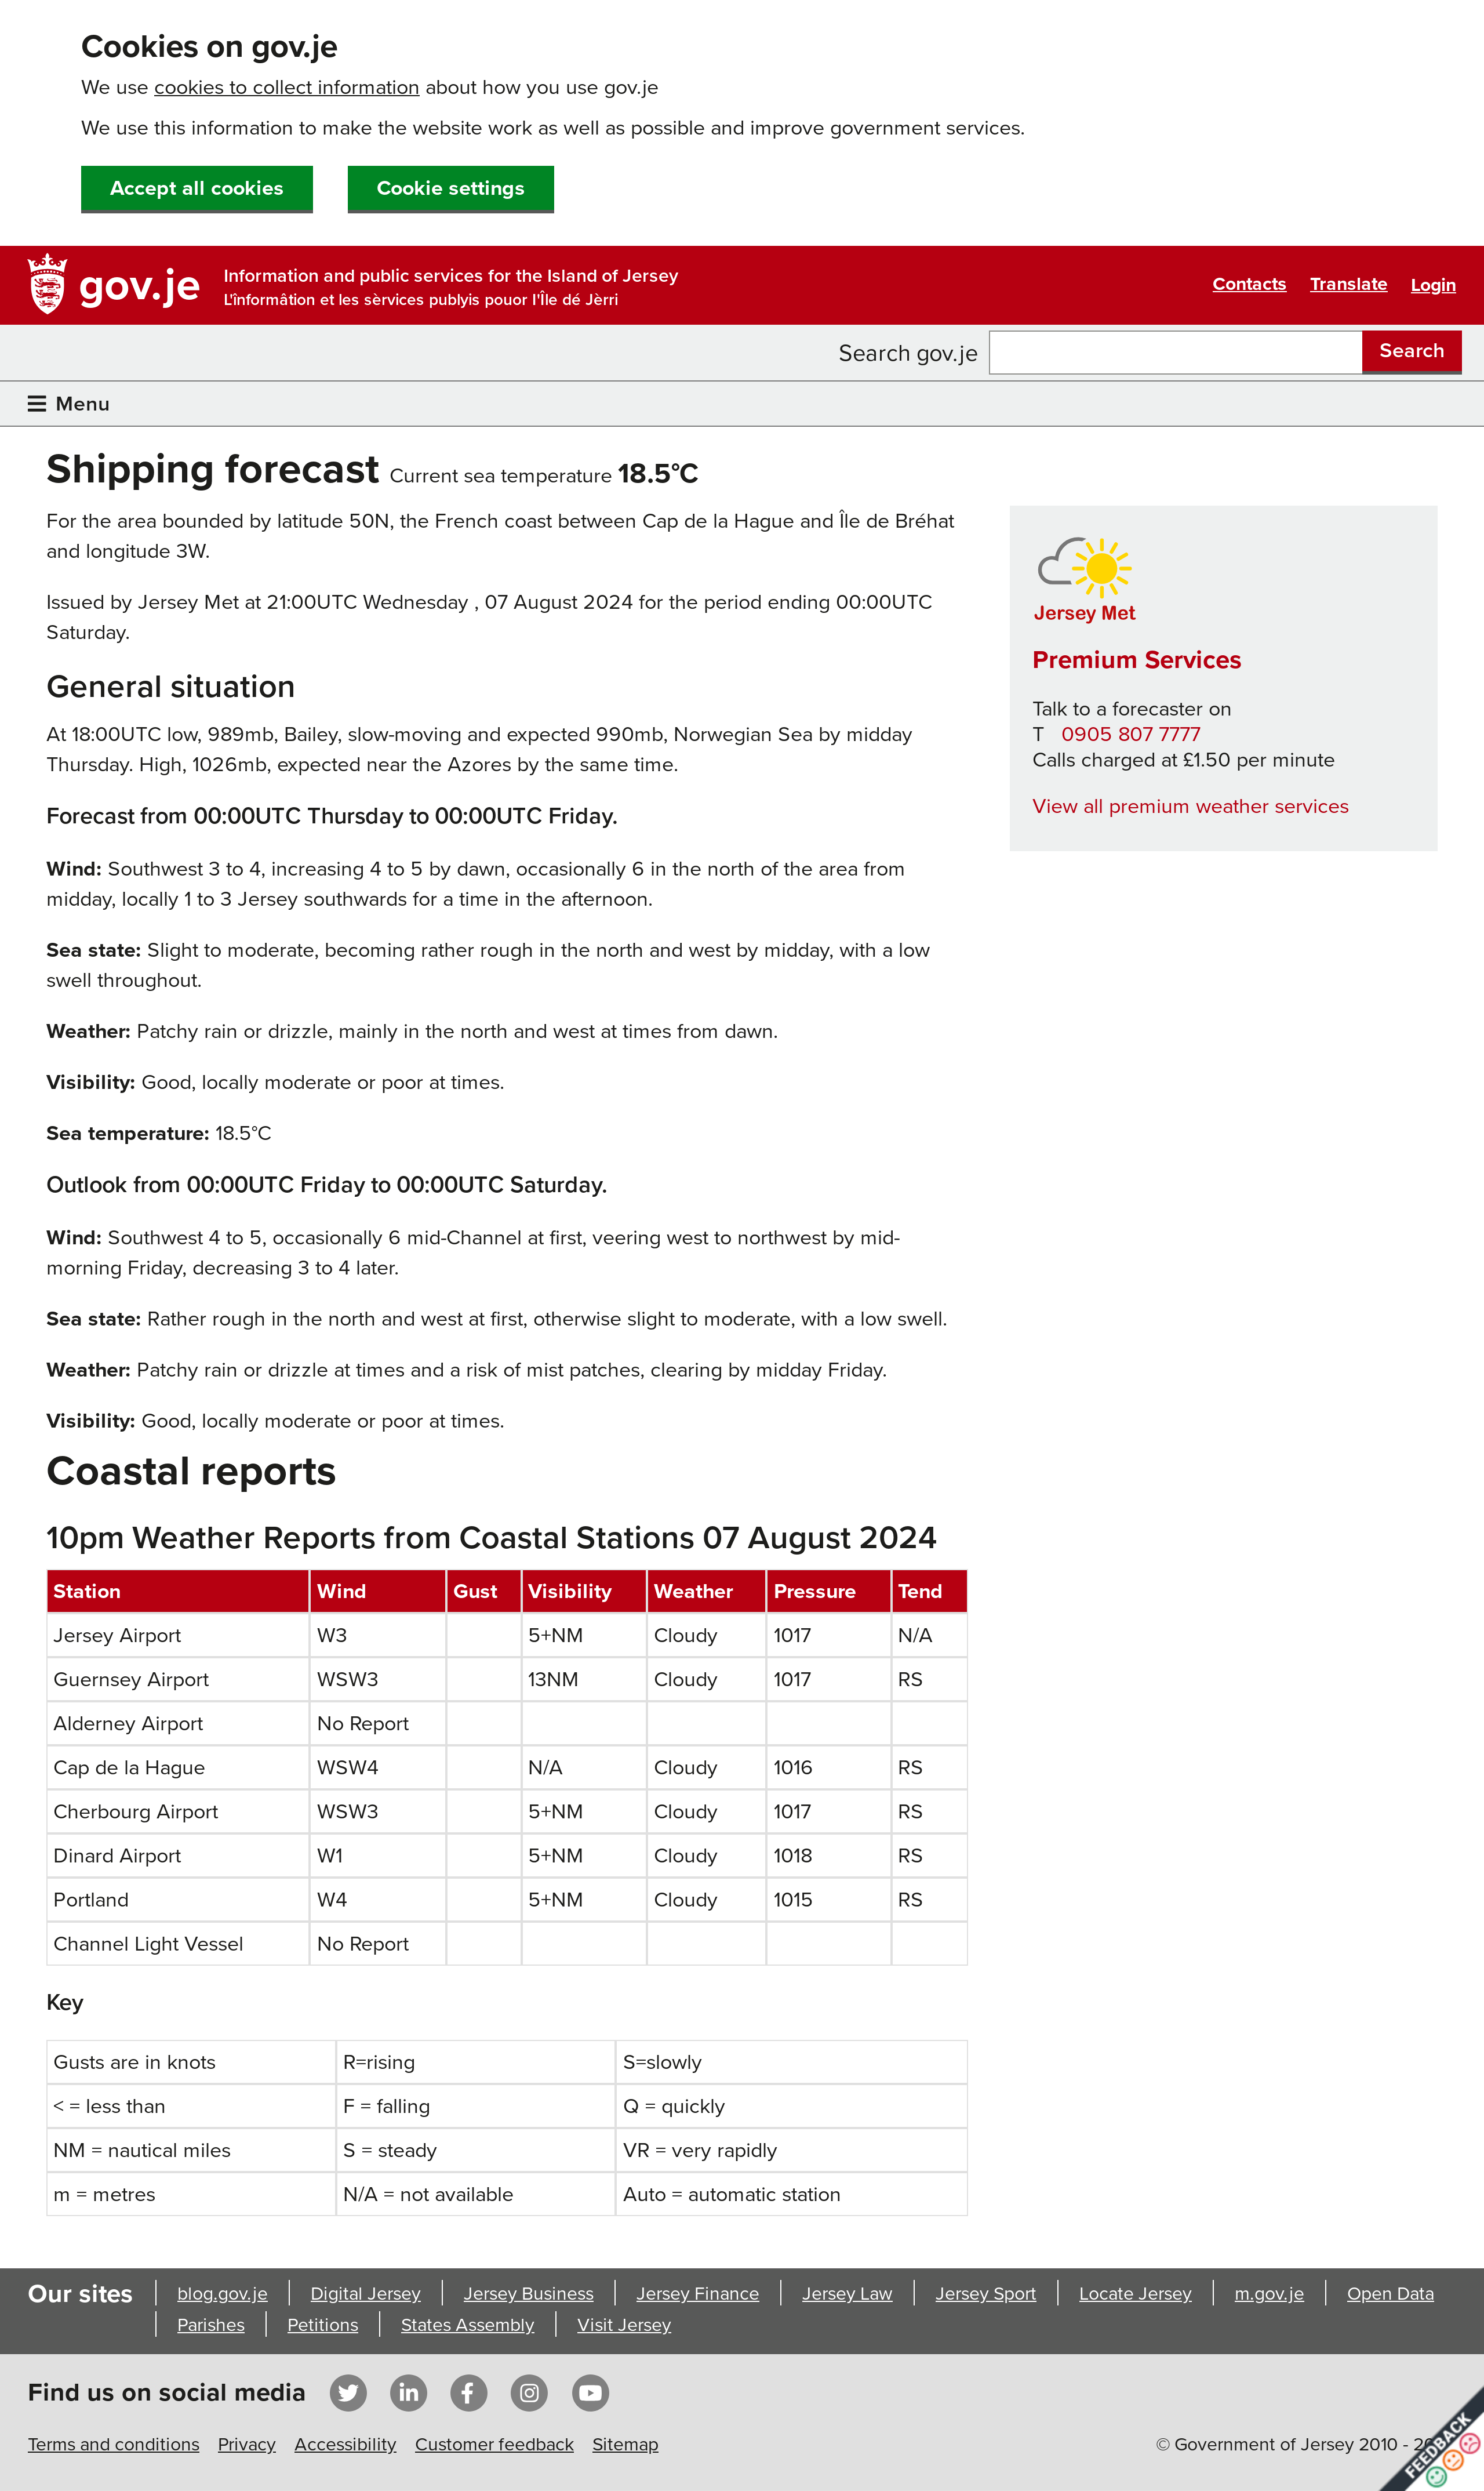 Cookies on gov.je
We use cookies to collect information about how you use gov.je
We use this information to make the website work as well as possible and improve government services.
Accept all cookies
Cookie settings
gov.je
Information and public services for the Island of Jersey
L'înformâtion et les sèrvices publyis pouor I'Île dé Jèrri
Contacts
Translate
Login
Search gov.je
Search
Menu
Shipping forecast Current sea temperature 18.5°C
For the area bounded by latitude 50N, the French coast between Cap de la Hague and Île de Bréhat
and longitude 3W.
Issued by Jersey Met at 21:00UTC Wednesday , 07 August 2024 for the period ending 00:00UTC
Saturday.
General situation
At 18:00UTC low, 989mb, Bailey, slow-moving and expected 990mb, Norwegian Sea by midday
Thursday. High, 1026mb, expected near the Azores by the same time.
Forecast from 00:00UTC Thursday to 00:00UTC Friday.
Wind: Southwest 3 to 4, increasing 4 to 5 by dawn, occasionally 6 in the north of the area from
midday, locally 1 to 3 Jersey southwards for a time in the afternoon.
Sea state: Slight to moderate, becoming rather rough in the north and west by midday, with a low
swell throughout.
Weather: Patchy rain or drizzle, mainly in the north and west at times from dawn.
Visibility: Good, locally moderate or poor at times.
Sea temperature: 18.5°C
Outlook from 00:00UTC Friday to 00:00UTC Saturday.
Wind: Southwest 4 to 5, occasionally 6 mid-Channel at first, veering west to northwest by mid-
morning Friday, decreasing 3 to 4 later.
Sea state: Rather rough in the north and west at first, otherwise slight to moderate, with a low swell.
Weather: Patchy rain or drizzle at times and a risk of mist patches, clearing by midday Friday.
Visibility: Good, locally moderate or poor at times.
Jersey Met
Premium Services
Talk to a forecaster on
T 0905 807 7777
Calls charged at £1.50 per minute
View all premium weather services
Coastal reports
10pm Weather Reports from Coastal Stations 07 August 2024
Station Wind Gust Visibility Weather Pressure Tend
Jersey Airport W3 5+NM Cloudy 1017 N/A
Guernsey Airport WSW3 13NM Cloudy 1017 RS
Alderney Airport No Report
Cap de la Hague WSW4 N/A Cloudy 1016 RS
Cherbourg Airport WSW3 5+NM Cloudy 1017 RS
Dinard Airport W1 5+NM Cloudy 1018 RS
Portland W4 5+NM Cloudy 1015 RS
Channel Light Vessel No Report
Key
Gusts are in knots R=rising S=slowly
< = less than F = falling Q = quickly
NM = nautical miles S = steady VR = very rapidly
m = metres N/A = not available Auto = automatic station
Our sites blog.gov.je Digital Jersey Jersey Business Jersey Finance Jersey Law Jersey Sport Locate Jersey m.gov.je Open Data
Parishes Petitions States Assembly Visit Jersey
Find us on social media
Terms and conditions Privacy Accessibility Customer feedback Sitemap
© Government of Jersey 2010 -
FEEDBACK